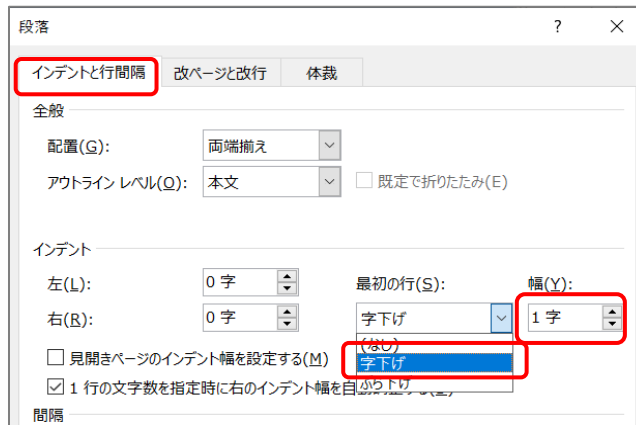 段落 ?
インデントと行間隔 改ページと改行 体裁
全般
配置(G): 両端揃え
アウトライン レベル(O): 本文 既定で折りたたみ(E)
インデント
左(L): 0 字 最初の行(S): 幅(Y):
右(R): 0 字 字下げ 1 字
(なし)
見開きページのインデント幅を設定する(M) 字下げ
1 行の文字数を指定時に右のインデント幅を自 ぶら下げ
間隔